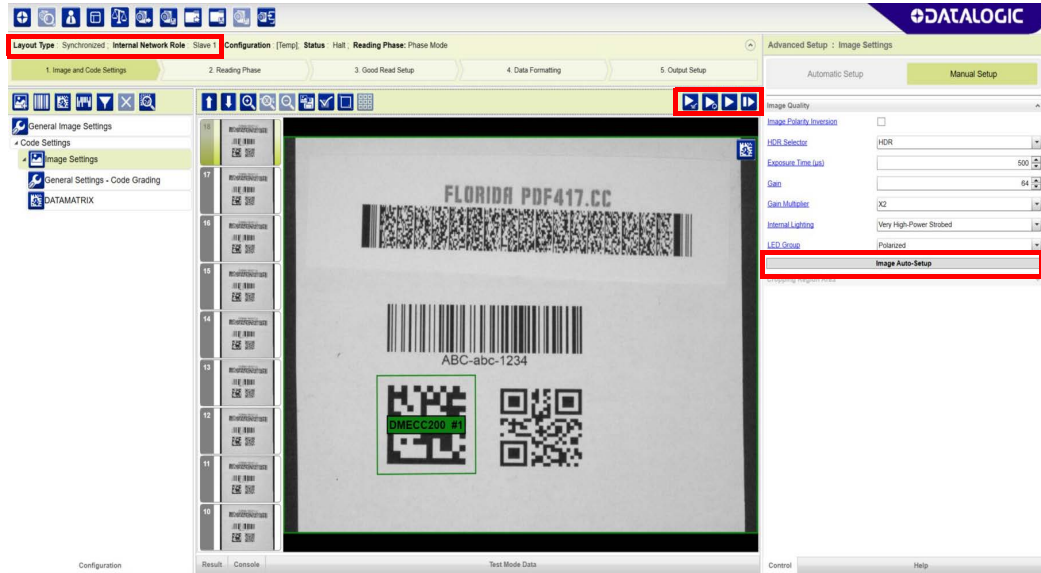 DATALOGIC
Layout Type : Synchronized ; Internal Network Role : Slave 1 Configuration : [Temp]; Status : Halt ; Reading Phase: Phase Mode
Advanced Setup : Image Settings
1. Image and Code Settings
2. Reading Phase
3. Good Read Setup
4. Data Formatting
5. Output Setup
Automatic Setup
Manual Setup
General Image Settings
Code Settings
Image Settings
General Settings - Code Grading
DATAMATRIX
18
17
16
15
14
13
12
11
10
FLORIDA PDF417.CC
ABC-abc-1234
DMECC200 #1
Image Quality
Image Polarity Inversion
HDR Selector
HDR
Exposure Time (µs)
500
Gain
64
Gain Multiplier
X2
Internal Lighting
Very High-Power Strobed
LED Group
Polarized
Image Auto-Setup
Cropping Region Area
Configuration
Result
Console
Test Mode Data
Control
Help